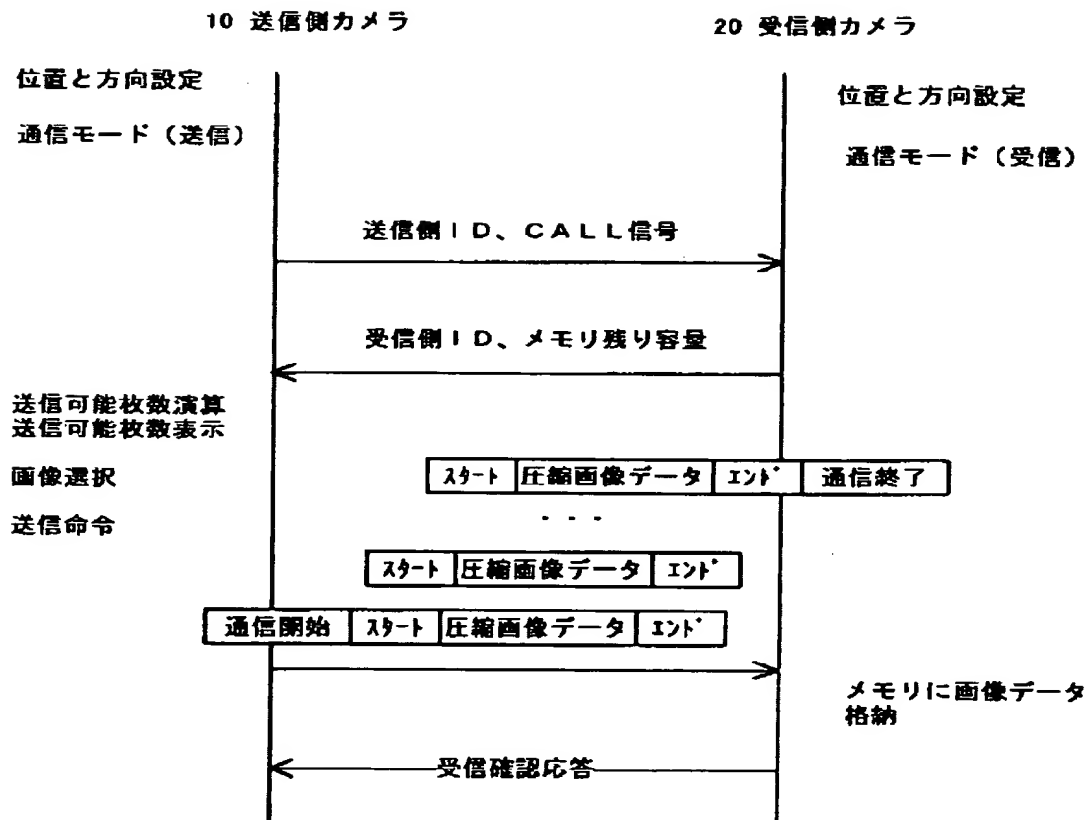 10 送信側カメラ
20 受信側カメラ
位置と方向設定
位置と方向設定
通信モード（送信）
通信モード（受信）
送信側ＩＤ、ＣＡＬＬ信号
受信側ＩＤ、メモリ残り容量
送信可能枚数演算
送信可能枚数表示
画像選択
ｽﾀｰﾄ 圧縮画像データ ｴﾝﾄﾞ 通信終了
送信命令
・・・
ｽﾀｰﾄ 圧縮画像データ ｴﾝﾄﾞ
通信開始 ｽﾀｰﾄ 圧縮画像データ ｴﾝﾄﾞ
メモリに画像データ
格納
受信確認応答